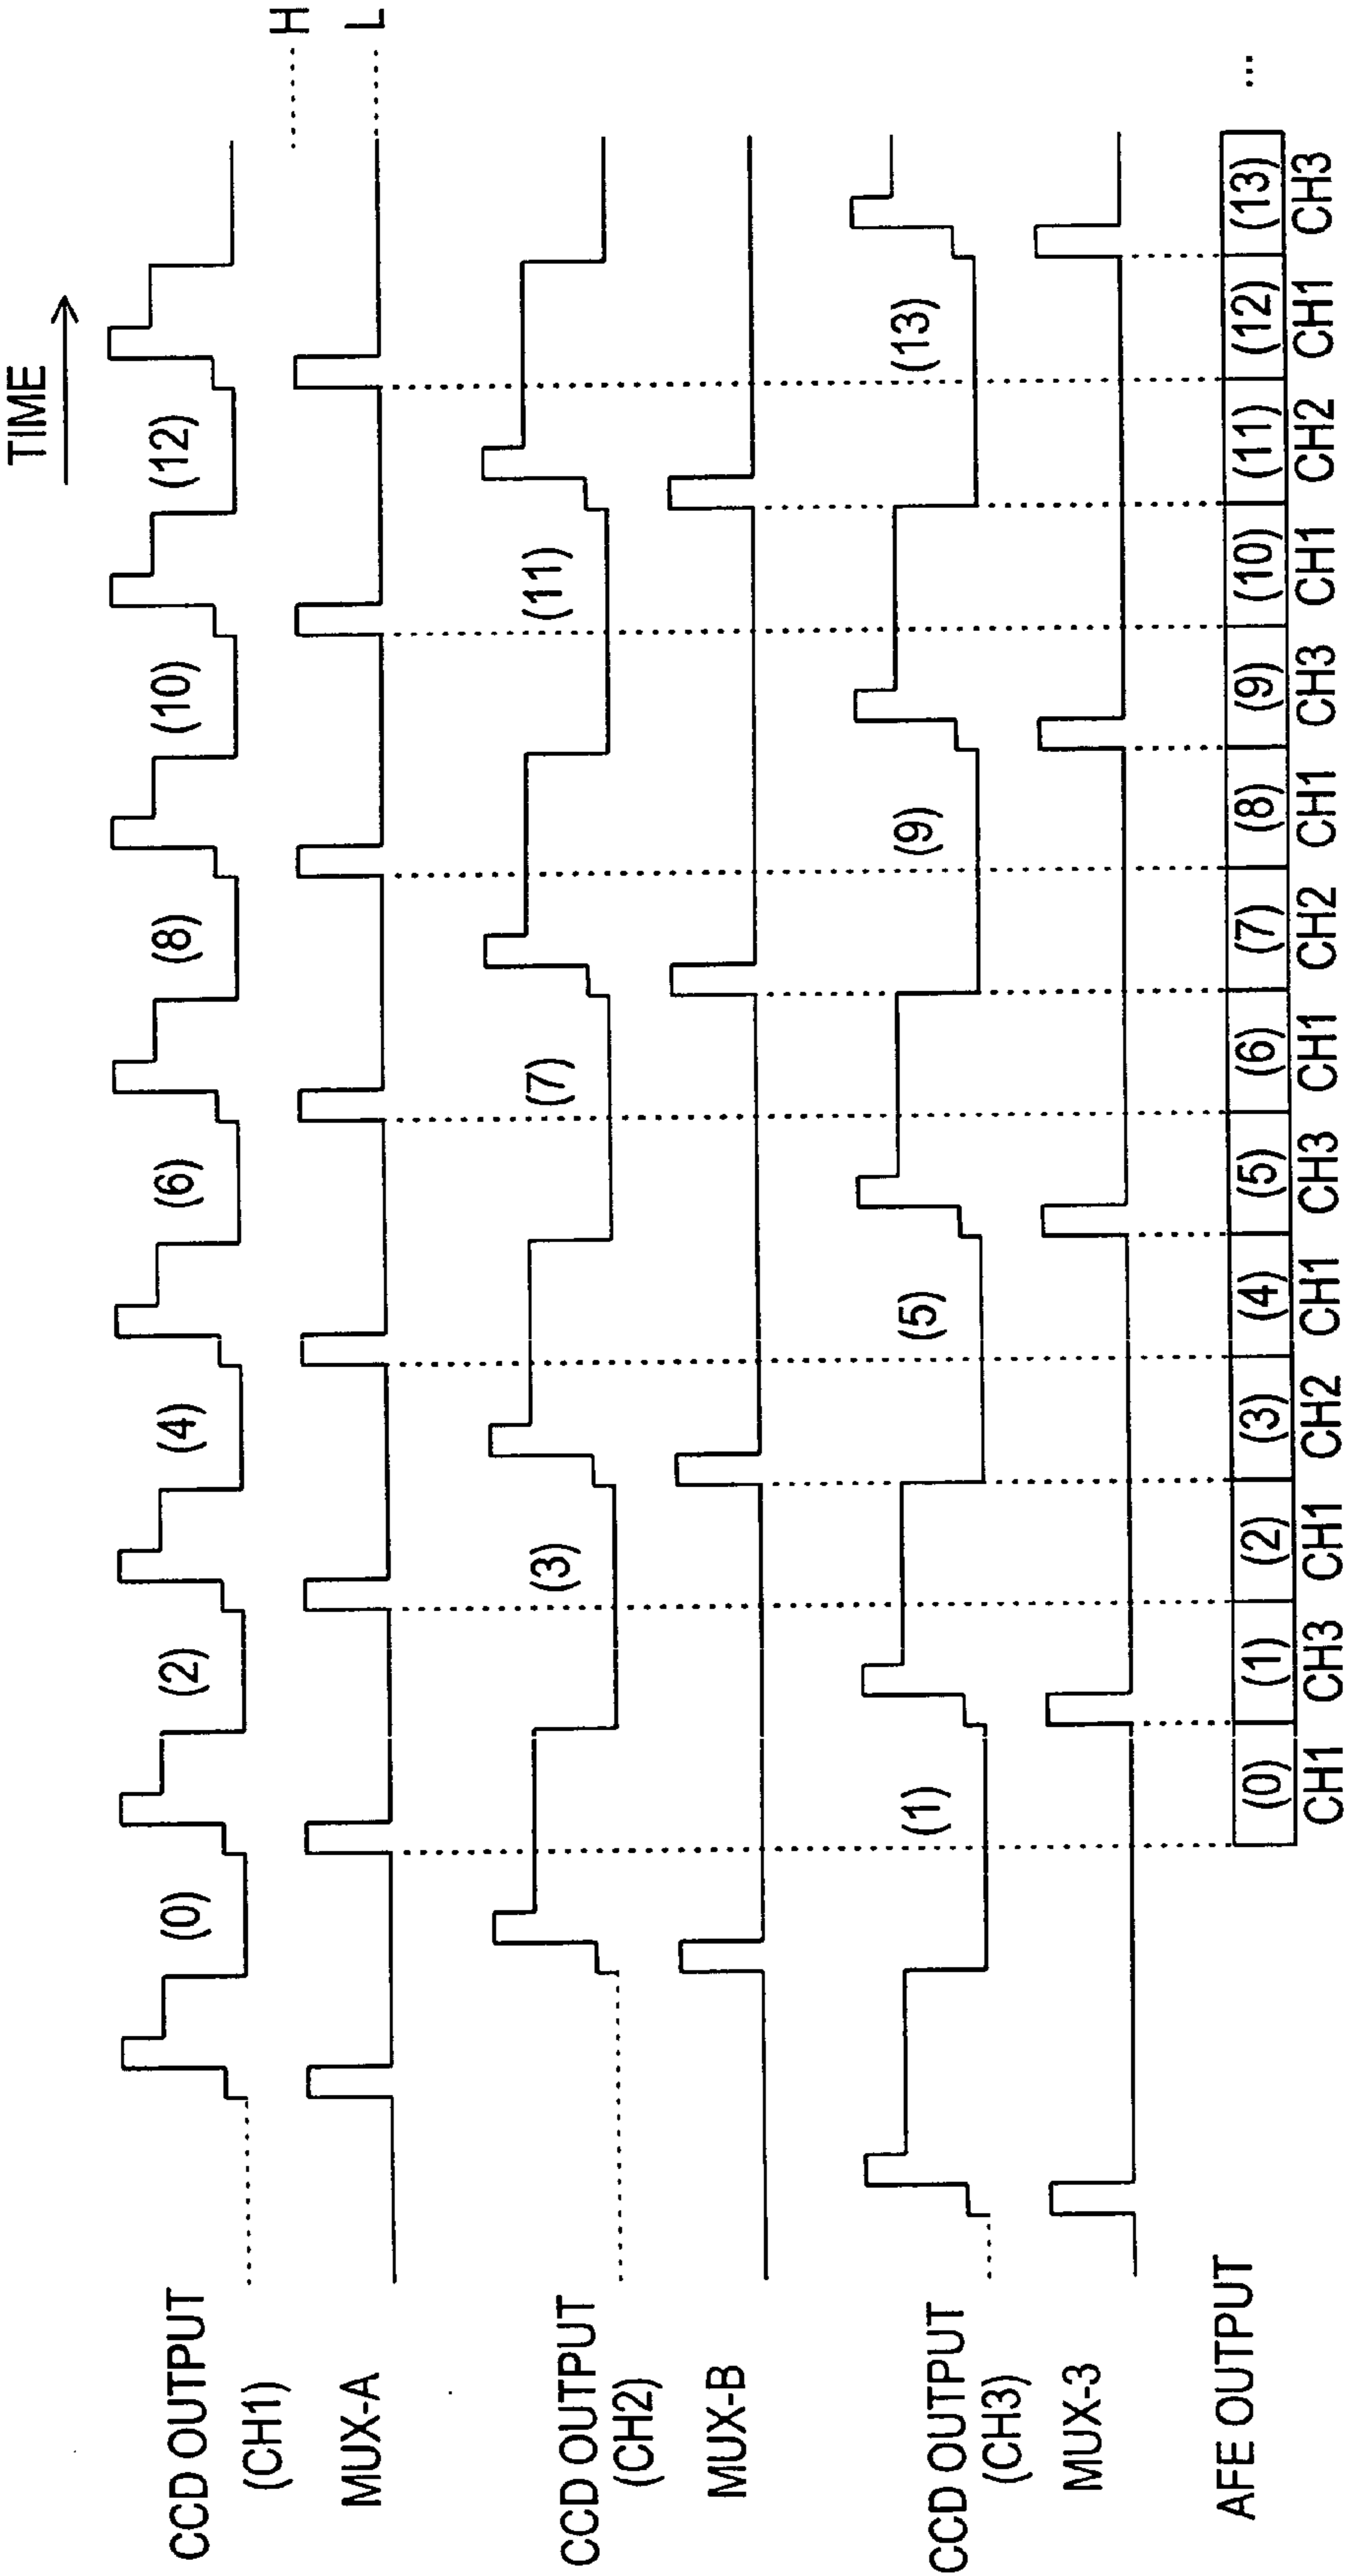 TIME
CCD OUTPUT
(CH1)
(0) (2) (4) (6) (8) (10) (12)
H
MUX-A
L
CCD OUTPUT
(CH2)
(3) (7) (11)
MUX-B
CCD OUTPUT
(CH3)
(1) (5) (9) (13)
MUX-3
AFE OUTPUT
(0) (1) (2) (3) (4) (5) (6) (7) (8) (9) (10) (11) (12) (13) ...
CH1 CH3 CH1 CH2 CH1 CH3 CH1 CH2 CH1 CH3 CH1 CH2 CH1 CH3